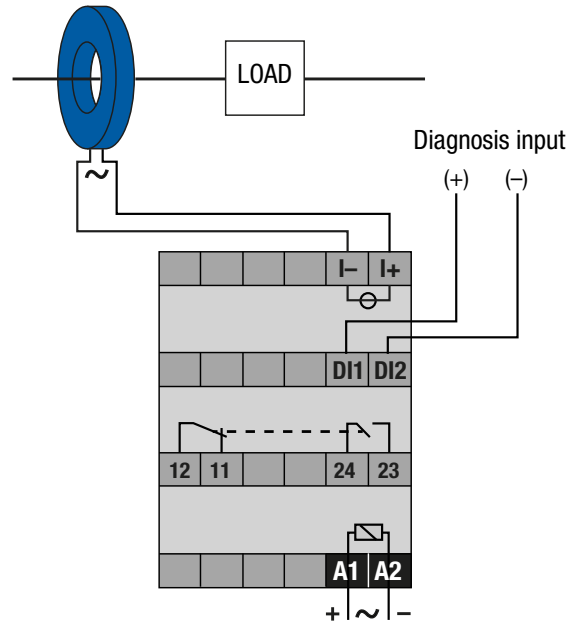 LOAD
Diagnosis input
(+) (−)
~
I− I+
DI1 DI2
12 11 24 23
A1 A2
+ ~ −